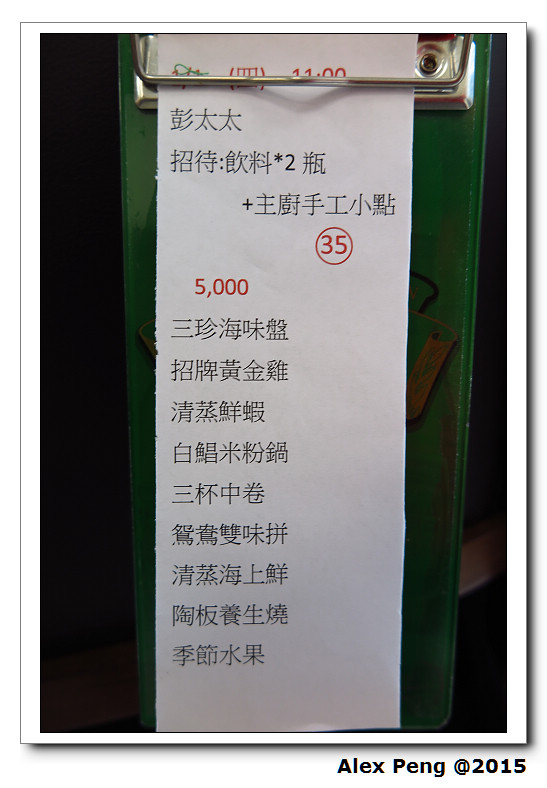 (四) 11:00
彭太太
招待:飲料*2 瓶
+主廚手工小點
35
5,000
三珍海味盤
招牌黃金雞
清蒸鮮蝦
白鯧米粉鍋
三杯中卷
鴛鴦雙味拼
清蒸海上鮮
陶板養生燒
季節水果
Alex Peng @2015